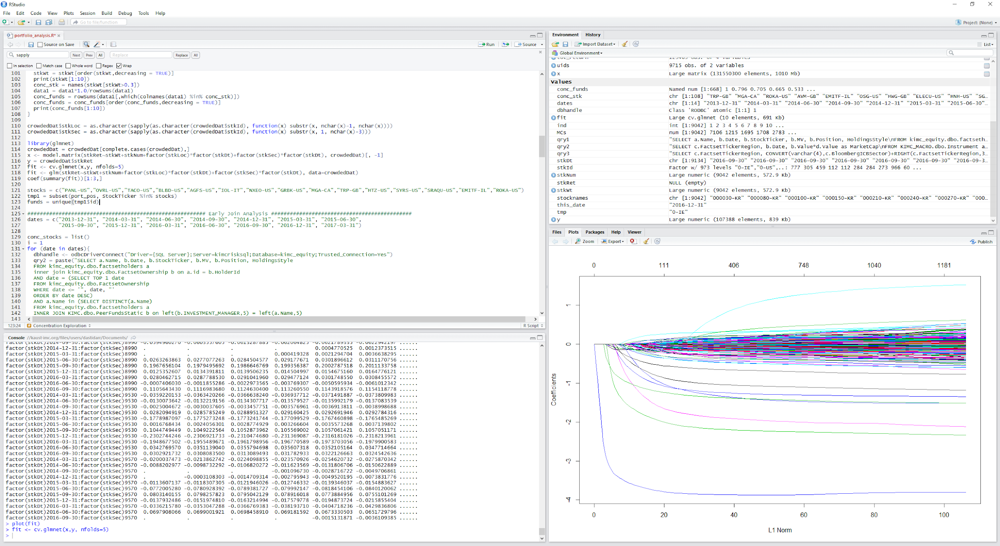 RStudio
File Edit Code View Plots Session Build Debug Tools Help
Go to file/function
Project: (None)
portfolio_analysis.R*
Source on Save
Run
Source
sapply
Next Prev All
Replace
Replace All
In selection Match case Whole word Regex Wrap
101 stkWt = stkWt[order(stkWt,decreasing = TRUE)]
102 print(stkWt[1:10])
103 conc_stk = names(stkWt[stkWt>0.3])
104 data1 = data1*1.0/rowSums(data1)
105 conc_funds = rowSums(data1[,which(colnames(data1) %in% conc_stk)])
106 conc_funds = conc_funds[order(conc_funds,decreasing = TRUE)]
107 print(conc_funds[1:10])
108 }
109
110 crowdedDat$stkLoc = as.character(sapply(as.character(crowdedDat$stkId), function(x) substr(x, nchar(x)-1, nchar(x))))
111 crowdedDat$stkSec = as.character(sapply(as.character(crowdedDat$stkId), function(x) substr(x, 1, nchar(x)-3)))
112
113 library(glmnet)
114 crowdedDat = crowdedDat[complete.cases(crowdedDat),]
115 x <- model.matrix(stkRet~stkWt+stkNum+factor(stkLoc)*factor(stkDt)+factor(stkSec)*factor(stkDt), crowdedDat)[, -1]
116 y = crowdedDat$stkRet
117 fit <- cv.glmnet(x,y, nfolds=5)
118 fit <- glm(stkRet~stkWt+stkNum+factor(stkLoc)*factor(stkDt)+factor(stkSec)*factor(stkDt), data=crowdedDat)
119 coef(summary(fit))[1:3,]
120
121 stocks = c("PANL-US","OVRL-US","TACO-US","BLBD-US","AGFS-US","IOL-IT","NXEO-US","GRBK-US","MGA-CA","TRP-GB","HTZ-US","SYRS-US","SRAQU-US","EMITF-IL","ROKA-US")
122 tmp1 = subset(port_pos, StockTicker %in% stocks)
123 funds = unique(tmp1$id)
124
125 ######################################################### Early Join Analysis #############################################
126 dates = c("2013-12-31", "2014-03-31", "2014-06-30", "2014-09-30", "2014-12-31", "2015-03-31", "2015-06-30",
127 "2015-09-30", "2015-12-31", "2016-03-31", "2016-06-30", "2016-09-30", "2016-12-31", "2017-03-31")
128
129 conc_stocks = list()
130 i = 1
131 for (date in dates){
132 dbhandle <- odbcDriverConnect("Driver={SQL Server};Server=kimcrisksql;Database=kimc_equity;Trusted_Connection=Yes")
133 qry2 = paste("SELECT a.Name, b.Date, b.StockTicker, b.MV, b.Position, HoldingsStyle
134 FROM kimc_equity.dbo.factsetholders a
135 inner join kimc_equity.dbo.FactsetOwnership b on a.id = b.HolderId
136 AND date = (SELECT TOP 1 date
137 FROM kimc_equity.dbo.FactsetOwnership
138 WHERE date <= '", date, "'
139 ORDER BY date DESC)
140 AND a.Name in (SELECT DISTINCT(a.Name)
141 FROM kimc_equity.dbo.factsetholders a
142 INNER JOIN KIMC.dbo.PeerFundsStatic b on left(b.INVESTMENT_MANAGER,5) = left(a.Name,5)
143
123:24 Concentration Exploration R Script
Console //kaust-imc.org/files/users/dastidarr/Documents/
factor(stkDt)2014-09-30:factor(stkSec)8990 -0.0594960270 -0.0603557605 -0.0613287885 -0.062064825 -0.0621789355 -0.0622942197 ......
factor(stkDt)2014-12-31:factor(stkSec)8990 . . . . 0.0004770525 0.0012373515 ......
factor(stkDt)2015-03-31:factor(stkSec)8990 . . . 0.000419328 0.0021294704 0.0036638295 ......
factor(stkDt)2015-06-30:factor(stkSec)8990 0.0263263863 0.0277077263 0.0284504577 0.029177671 0.0301896612 0.0311170756 ......
factor(stkDt)2015-09-30:factor(stkSec)8990 0.1967656104 0.1979495692 0.1986646769 0.199356387 0.2002787518 0.2011133758 ......
factor(stkDt)2015-12-31:factor(stkSec)8990 0.0125352607 0.0134391811 0.0139506235 0.014504997 0.0154675160 0.0164776121 ......
factor(stkDt)2016-03-31:factor(stkSec)8990 0.0280462715 0.0287788530 0.0291041960 0.029477124 0.0301748550 0.0308455572 ......
factor(stkDt)2016-06-30:factor(stkSec)8990 -0.0007406030 -0.0011855286 -0.0022973565 -0.003769307 -0.0050595934 -0.0061012342 ......
factor(stkDt)2016-09-30:factor(stkSec)8990 0.1105643430 0.1116983680 0.1124630400 0.113260550 0.1143918576 0.1154118778 ......
factor(stkDt)2014-03-31:factor(stkSec)9530 -0.0359220153 -0.0363420266 -0.0366638240 -0.036937712 -0.0371491887 -0.0373809983 ......
factor(stkDt)2014-06-30:factor(stkSec)9530 -0.0130073642 -0.0132219156 -0.0134307717 -0.013579527 -0.0135992179 -0.0137083539 ......
factor(stkDt)2014-09-30:factor(stkSec)9530 -0.0025004672 -0.0030037605 -0.0033457751 -0.003576961 -0.0036913811 -0.0038998688 ......
factor(stkDt)2014-12-31:factor(stkSec)9530 0.0282094919 0.0285785249 0.0288951327 0.029160425 0.0292691946 0.0292784316 ......
factor(stkDt)2015-03-31:factor(stkSec)9530 -0.1778987097 -0.1775273248 -0.1773241744 -0.177099529 -0.1767460898 -0.1765489269 ......
factor(stkDt)2015-06-30:factor(stkSec)9530 0.0016768434 0.0024056301 0.0028774929 0.003266604 0.0035573268 0.0037139802 ......
factor(stkDt)2015-09-30:factor(stkSec)9530 0.1044749449 0.1049222564 0.1052873962 0.105569002 0.1057061421 0.1057051171 ......
factor(stkDt)2015-12-31:factor(stkSec)9530 -0.2302744246 -0.2306921733 -0.2310474680 -0.231369087 -0.2316181026 -0.2318213961 ......
factor(stkDt)2016-03-31:factor(stkSec)9530 -0.1948677502 -0.1955489671 -0.1961798956 -0.196770589 -0.1973703056 -0.1979900583 ......
factor(stkDt)2016-06-30:factor(stkSec)9530 0.0342769570 0.0351139040 0.0355794698 0.035607318 0.0352105164 0.0347714664 ......
factor(stkDt)2016-09-30:factor(stkSec)9530 0.0302921732 0.0308083500 0.0313089493 0.031782933 0.0322126663 0.0324542636 ......
factor(stkDt)2014-03-31:factor(stkSec)9570 -0.0200037473 -0.0213862742 -0.0224098855 -0.023570926 -0.0254620732 -0.0275870342 ......
factor(stkDt)2014-06-30:factor(stkSec)9570 -0.0088202977 -0.0098732292 -0.0106820272 -0.011623569 -0.0131806706 -0.0150622889 ......
factor(stkDt)2014-09-30:factor(stkSec)9570 . . . -0.001096730 -0.0028716722 -0.0049706861 ......
factor(stkDt)2014-12-31:factor(stkSec)9570 . -0.0003108303 -0.0014709314 -0.002795943 -0.0049520195 -0.0073831776 ......
factor(stkDt)2015-03-31:factor(stkSec)9570 -0.0113607137 -0.0118307305 -0.0121946026 -0.012746332 -0.0139346037 -0.0154883627 ......
factor(stkDt)2015-06-30:factor(stkSec)9570 -0.0772005280 -0.0780928392 -0.0789381727 -0.079992147 -0.0818454106 -0.0840120062 ......
factor(stkDt)2015-09-30:factor(stkSec)9570 0.0803140155 0.0798257823 0.0795042129 0.078916018 0.0773884956 0.0755101269 ......
factor(stkDt)2015-12-31:factor(stkSec)9570 -0.0137932486 -0.0151974810 -0.0163214994 -0.017579778 -0.0194873724 -0.0215855404 ......
factor(stkDt)2016-03-31:factor(stkSec)9570 -0.0336215780 -0.0353047288 -0.0366769383 -0.038193710 -0.0404718236 -0.0429836806 ......
factor(stkDt)2016-06-30:factor(stkSec)9570 0.0697908066 0.0699001921 0.0698458910 0.069181592 0.0673330503 0.0651729796 ......
factor(stkDt)2016-09-30:factor(stkSec)9570 . . . . -0.0015131871 -0.0036109385 ......
> plot(fit)
> fit <- cv.glmnet(x,y, nfolds=5)
>
Environment History
Import Dataset
List
Global Environment
tot_return 125405 obs. of 4 variables
uids 9715 obs. of 2 variables
x Large matrix (131550300 elements, 1010 Mb)
Values
conc_funds Named num [1:668] 1 0.796 0.705 0.665 0.533 ...
conc_stk chr [1:108] "TRP-GB" "MGA-CA" "ROKA-US" "AVM-GB" "EMITF-IL" "OSG-US" "HWG-GB" "ELECU-US" "HNH-US" "SG…
dates chr [1:14] "2013-12-31" "2014-03-31" "2014-06-30" "2014-09-30" "2014-12-31" "2015-03-31" "2015-06-30"…
dbhandle Class 'RODBC' atomic [1:1] 1
fit Large cv.glmnet (10 elements, 691 Kb)
ind int [1:9042] 1 2 3 4 5 6 7 8 9 10 ...
MCs num [1:9042] 7106 1215 1695 1708 2783 ...
qry1 "SELECT a.Name, b.Date, b.StockTicker, b.MV, b.Position, HoldingsStyle\nFROM kimc_equity.dbo.factseth…
qry2 "SELECT c.FactsetTickerRegion, b.Date, b.Value*d.Value as MarketCap\nFROM KIMC_MACRO.dbo.Instrument a…
qry3 "SELECT c.FactsetTickerRegion, CONVERT(varchar(4),c.BloombergICBSector)+RIGHT(c.FactsetTickerRegion,3…
stkDt chr [1:9134] "2016-09-30" "2016-09-30" "2016-09-30" "2016-09-30" "2016-09-30" "2016-09-30" "2016-09-3…
stkId Factor w/ 973 levels "0-IE","0-US",..: 777 305 459 112 112 284 284 273 966 60 ...
stkNum Large numeric (9042 elements, 572.9 Kb)
stkRet NULL (empty)
stkWt Large numeric (9042 elements, 572.9 Kb)
stocknames chr [1:9042] "000030-KR" "000080-KR" "000100-KR" "000150-KR" "000210-KR" "000240-KR" "000270-KR" "000…
this_date "2016-12-31"
tmp "0-IE"
y Large numeric (107388 elements, 839 Kb)
Files Plots Packages Help Viewer
Zoom Export Publish
0 111 406 748 1040 1181
1
0
-1
-2
-3
-4
Coefficients
0 20 40 60 80 100
L1 Norm